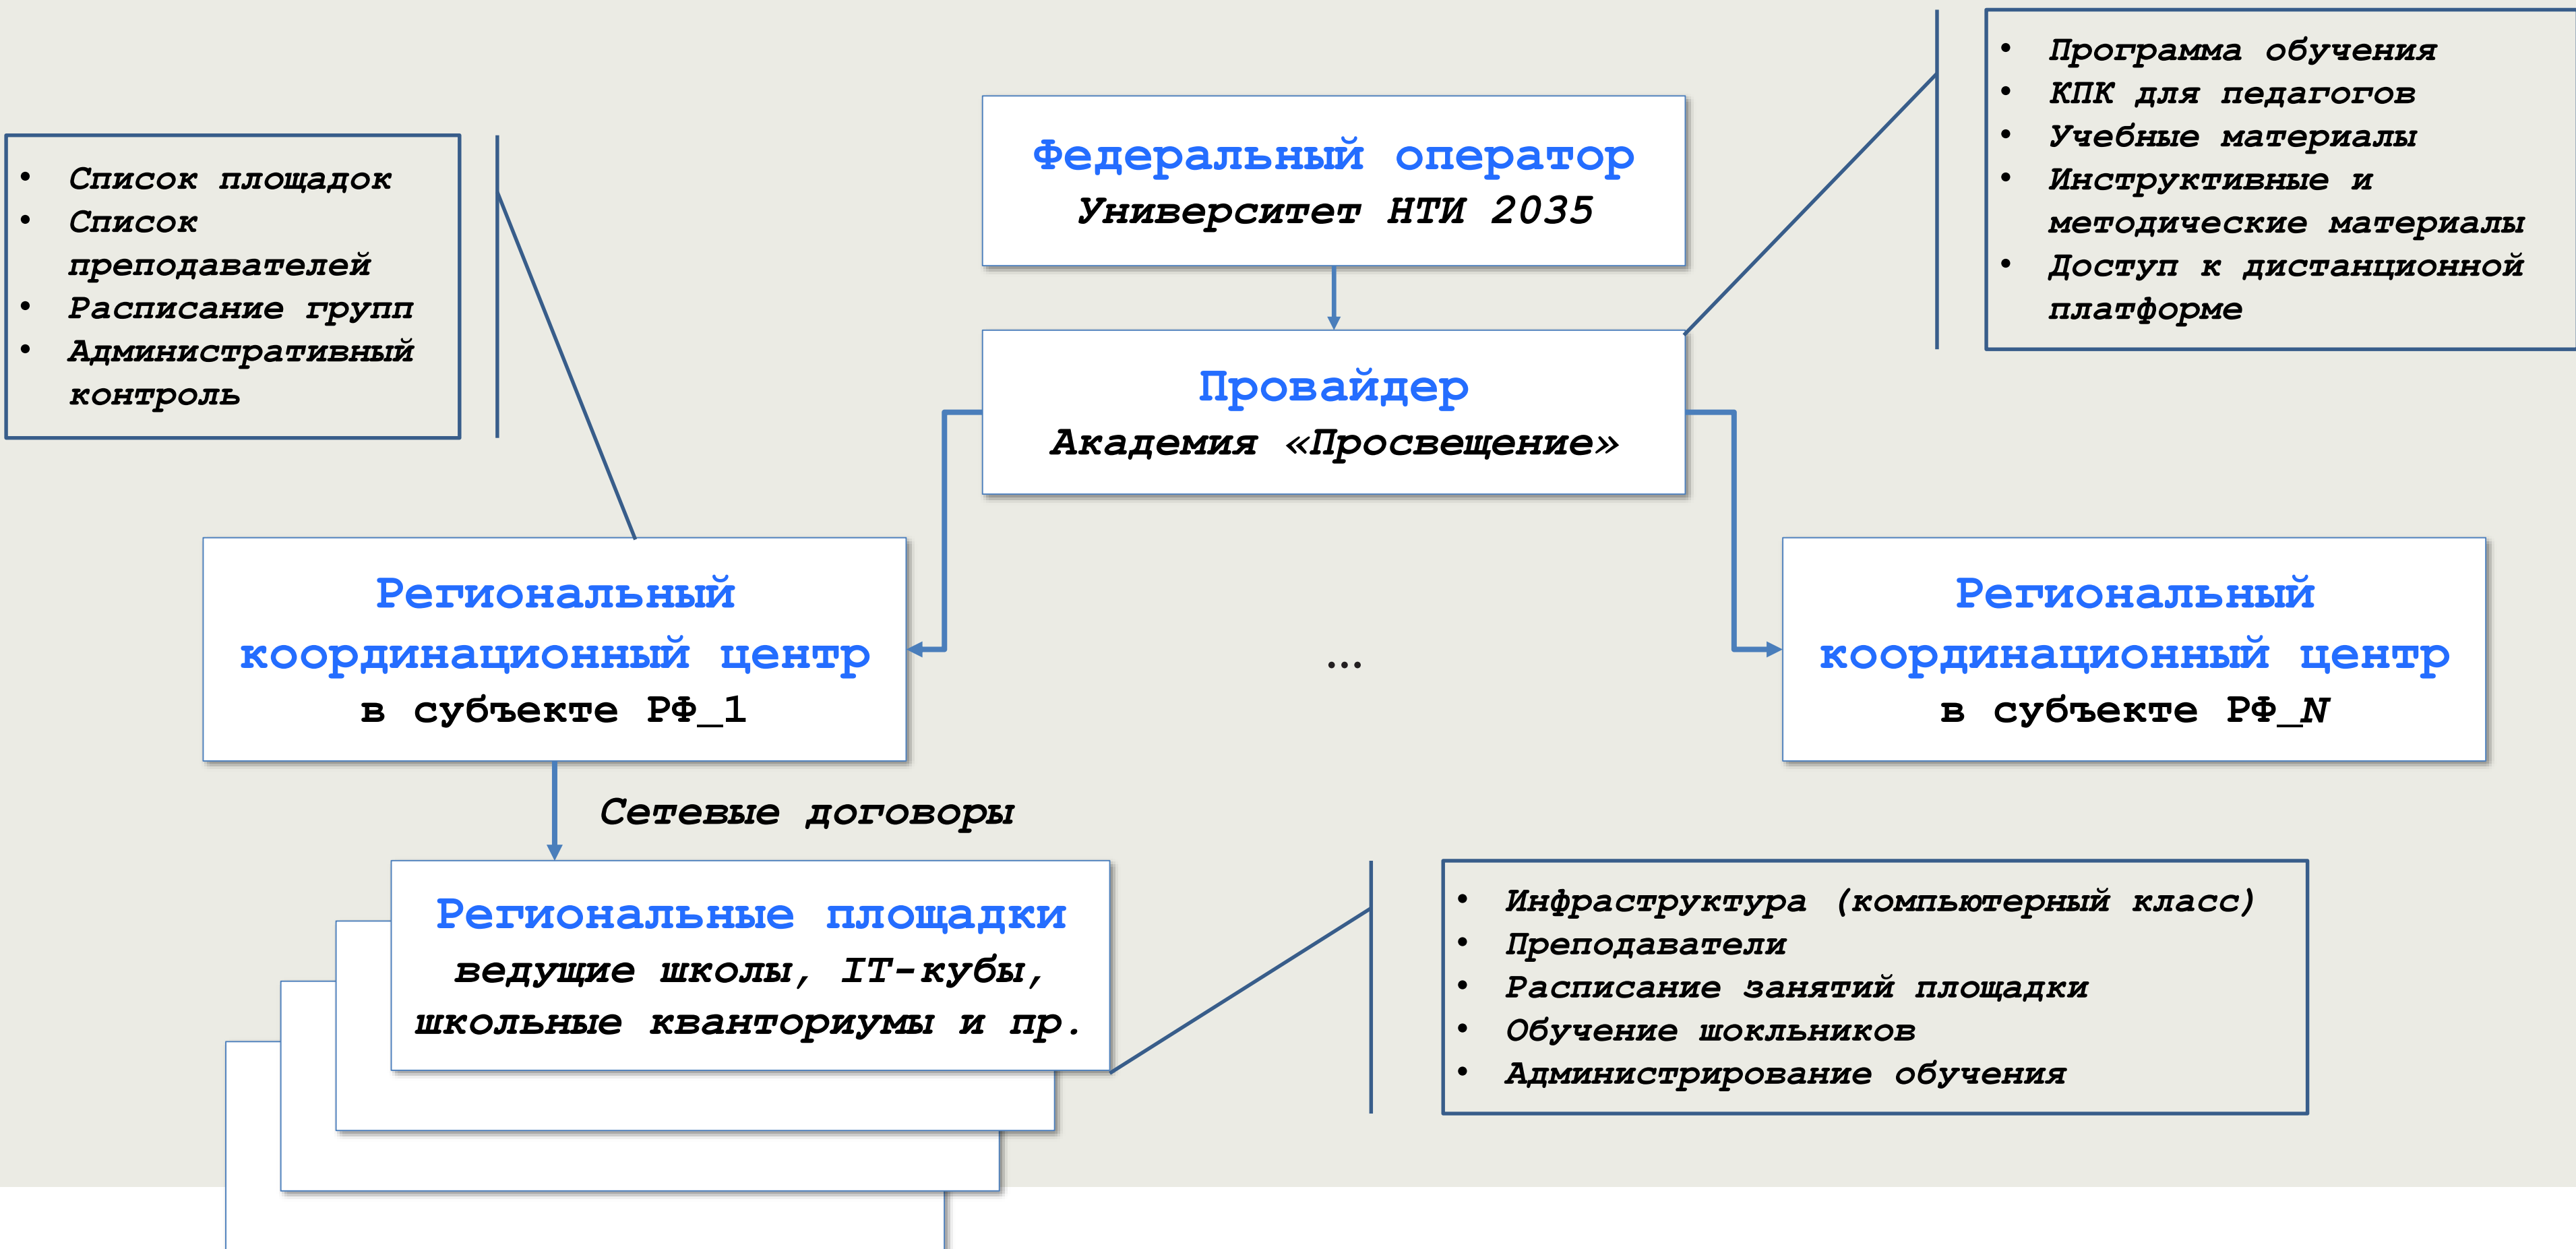 • Программа обучения
• КПК для педагогов
• Учебные материалы
• Инструктивные и
методические материалы
• Доступ к дистанционной
платформе
Федеральный оператор
Университет НТИ 2035
• Список площадок
• Список
преподавателей
• Расписание групп
• Административный
контроль
Провайдер
Академия «Просвещение»
Региональный
координационный центр
в субъекте РФ_1
...
Региональный
координационный центр
в субъекте РФ_N
Сетевые договоры
Региональные площадки
ведущие школы, IT-кубы,
школьные кванториумы и пр.
• Инфраструктура (компьютерный класс)
• Преподаватели
• Расписание занятий площадки
• Обучение шокльников
• Администрирование обучения